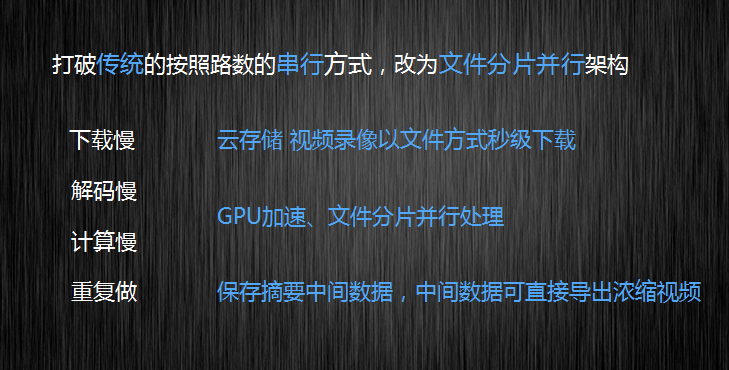 打破传统的按照路数的串行方式，改为文件分片并行架构
下载慢 云存储 视频录像以文件方式秒级下载
解码慢
GPU加速、文件分片并行处理
计算慢
重复做 保存摘要中间数据，中间数据可直接导出浓缩视频